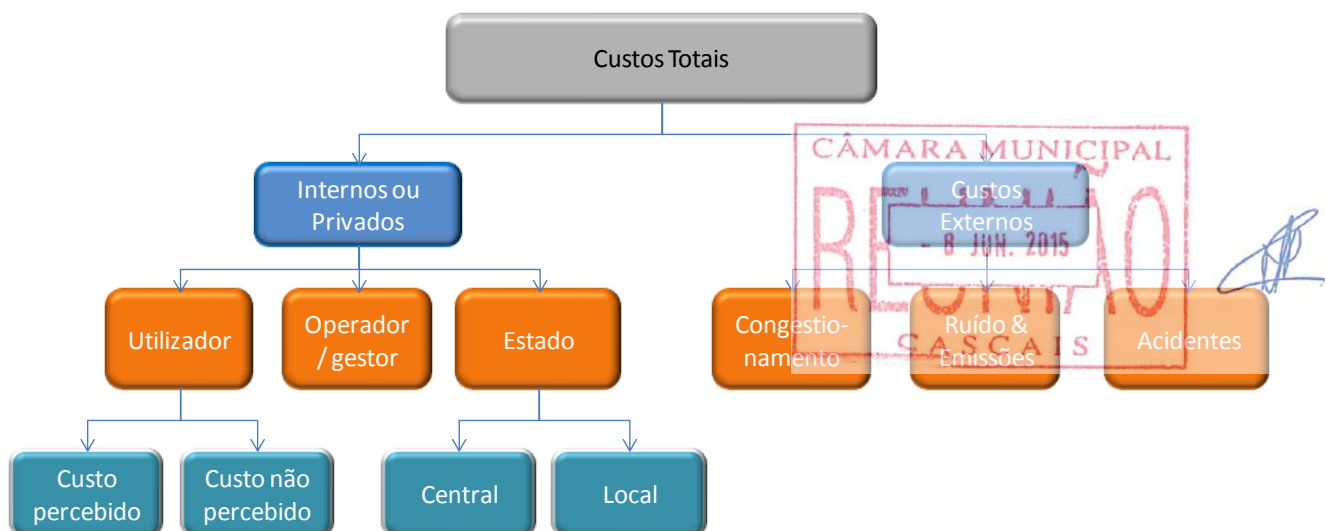 Custos Totais
CÂMARA MUNICIPAL
REUNIÃO
- 8 JUN. 2015
CASCAIS
Internos ou
Privados
Custos
Externos
Utilizador
Operador
/ gestor
Estado
Congestio-
namento
Ruído &
Emissões
Acidentes
Custo
percebido
Custo não
percebido
Central
Local